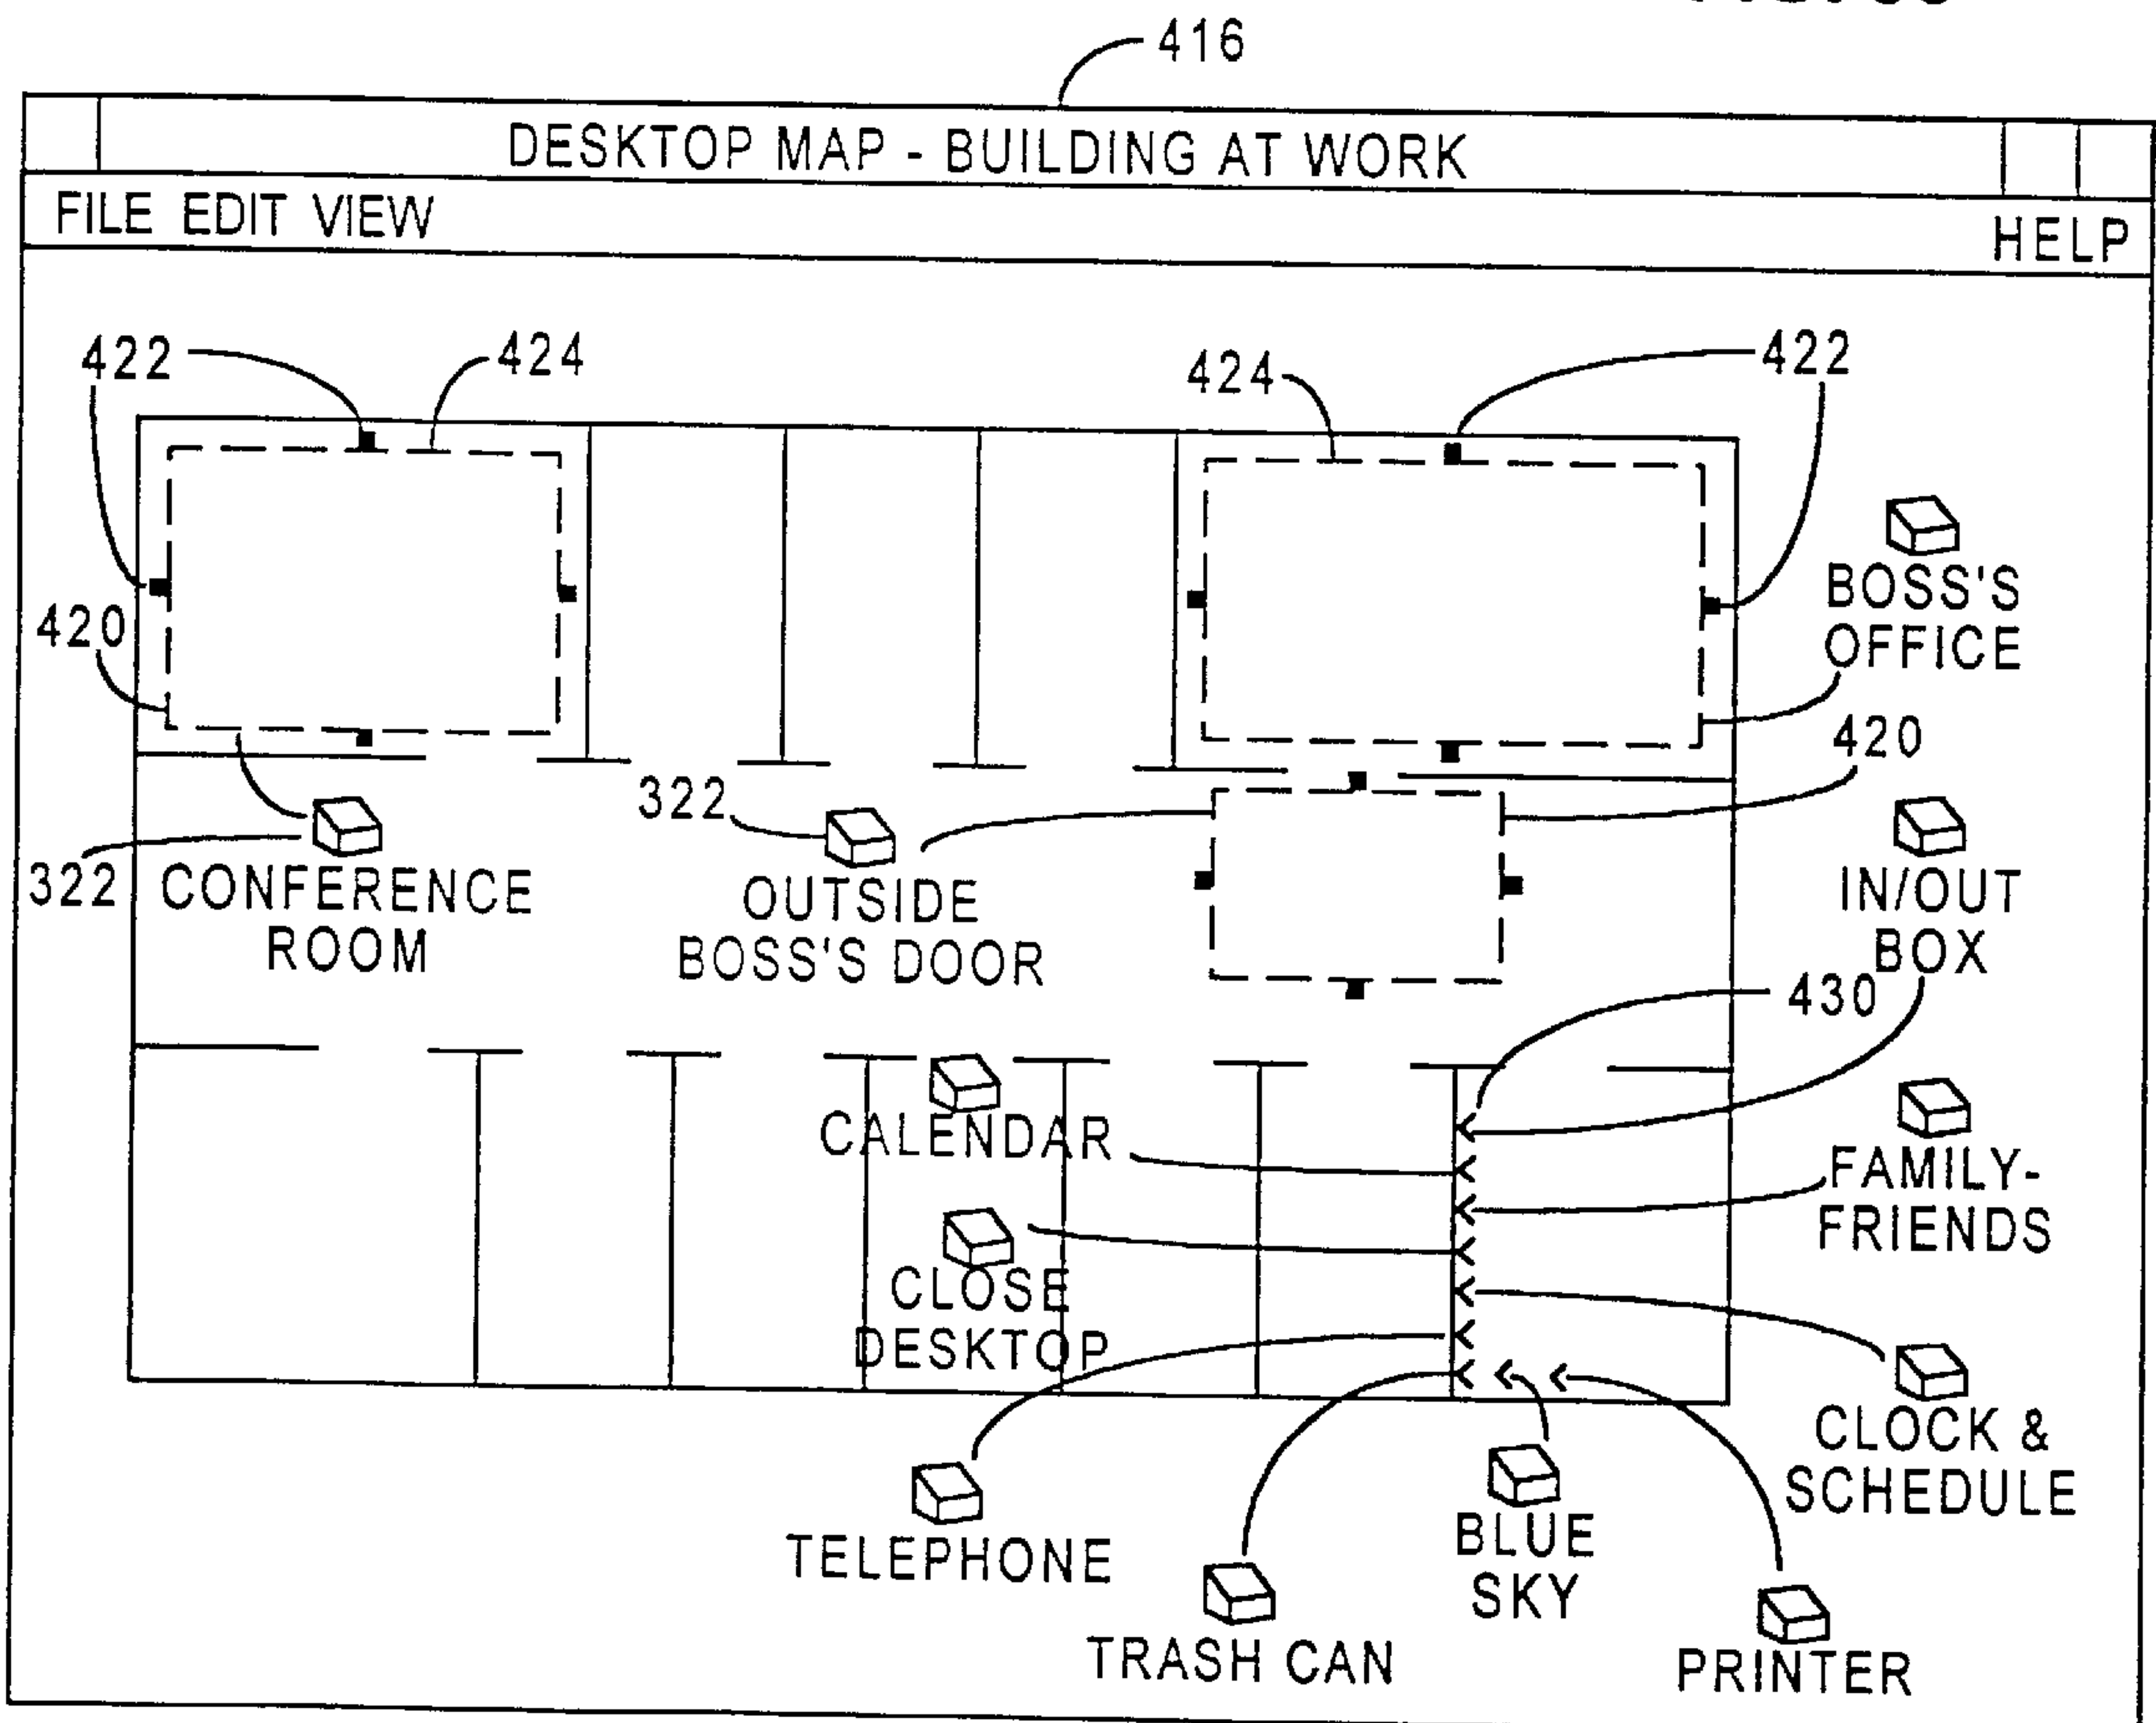 416
DESKTOP MAP - BUILDING AT WORK
FILE EDIT VIEW
HELP
422
424
424
422
BOSS'S
OFFICE
420
420
322
322
CONFERENCE
ROOM
OUTSIDE
BOSS'S DOOR
IN/OUT
BOX
430
CALENDAR
FAMILY-
FRIENDS
CLOSE
DESKTOP
CLOCK &
SCHEDULE
TELEPHONE
BLUE
SKY
TRASH CAN
PRINTER